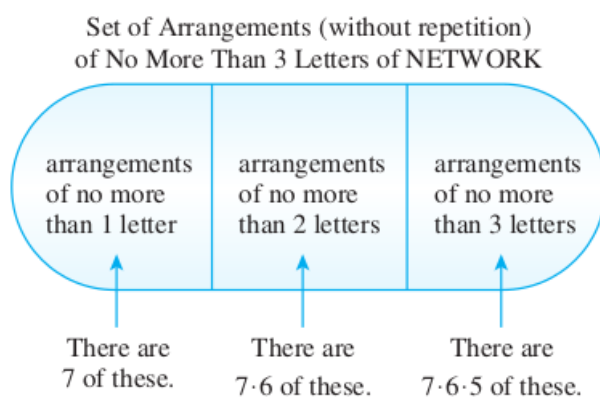 Set of Arrangements (without repetition)
of No More Than 3 Letters of NETWORK
arrangements
of no more
than 1 letter
arrangements
of no more
than 2 letters
arrangements
of no more
than 3 letters
There are
7 of these.
There are
7·6 of these.
There are
7·6·5 of these.